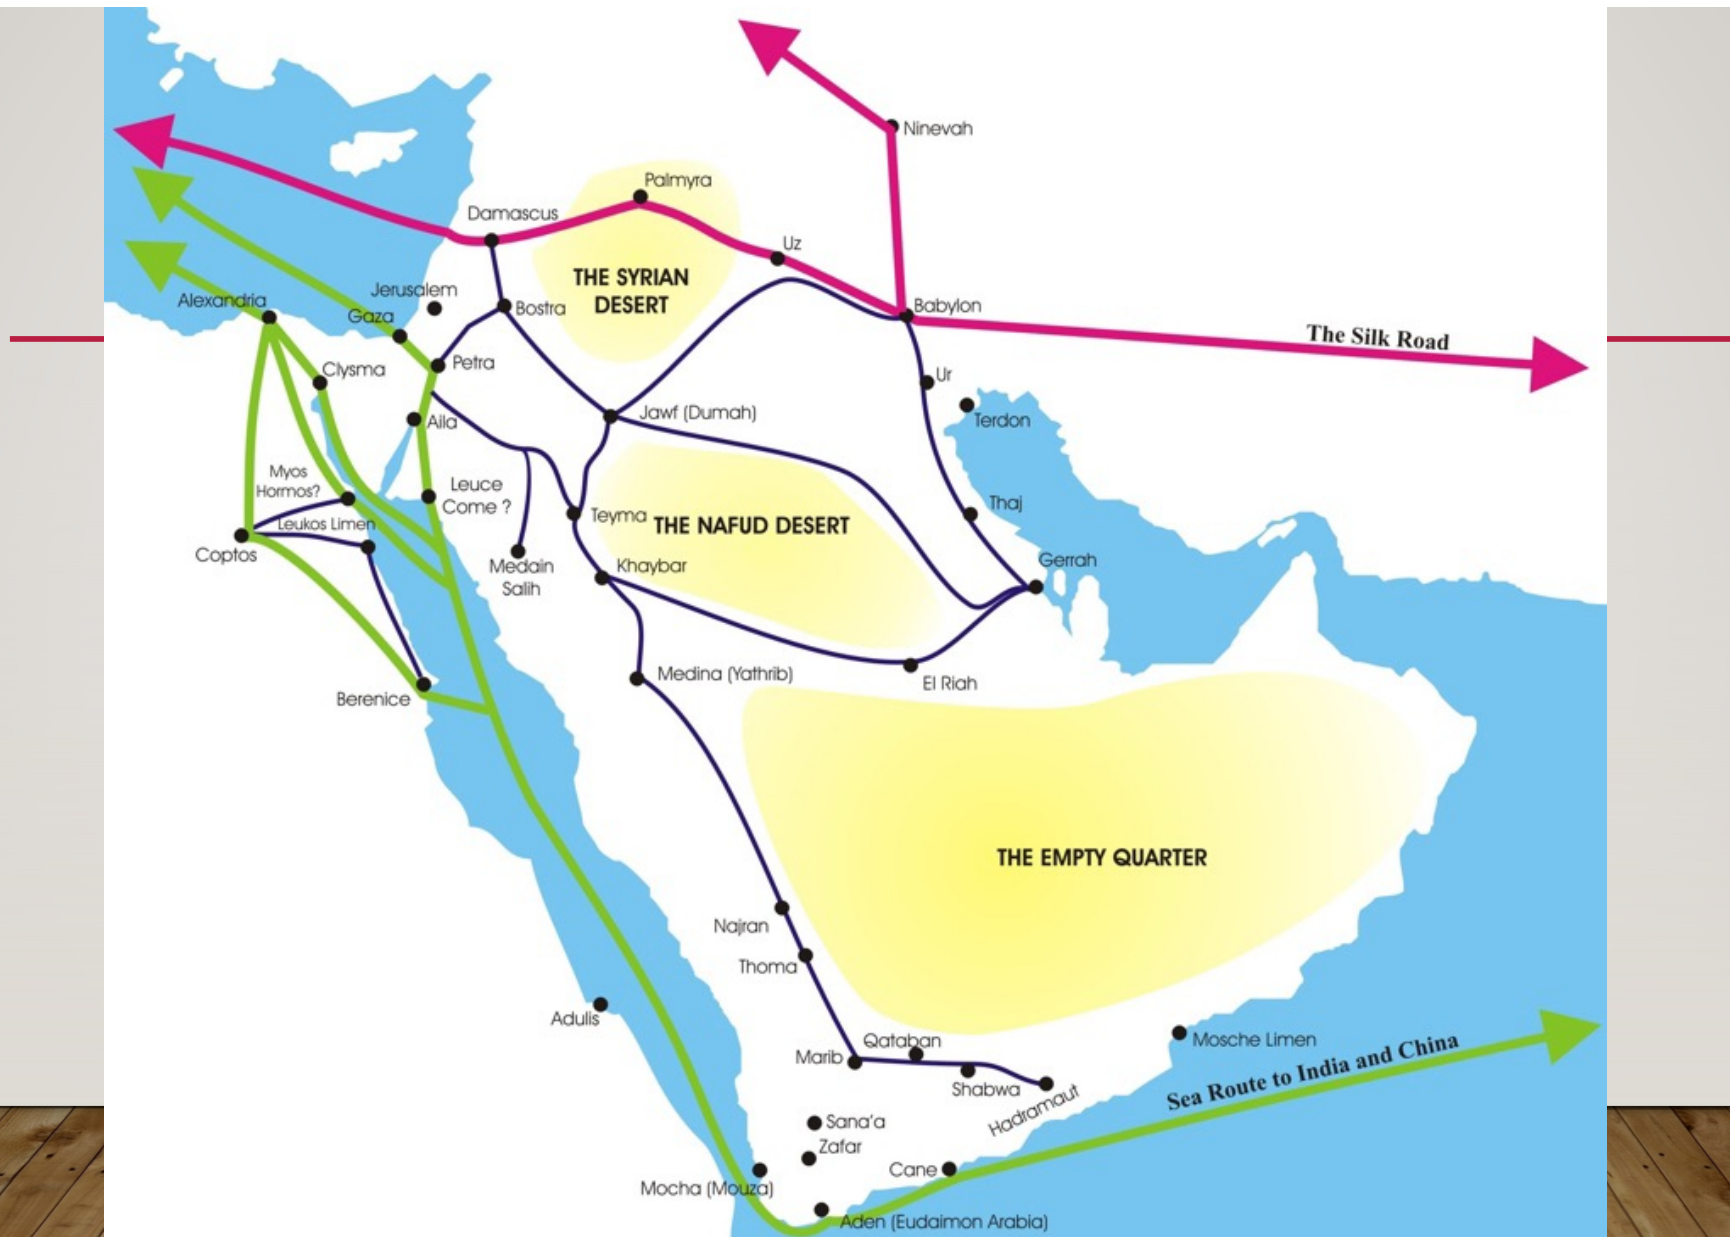 Ninevah
Palmyra
Damascus
Uz
THE SYRIAN
DESERT
Jerusalem
Alexandria
Gaza
Bostra
Babylon
The Silk Road
Clysma
Petra
Ur
Aila
Jawf (Dumah)
Terdon
Myos
Hormos?
Leuce
Come ?
Thaj
Leukos Limen
Teyma
THE NAFUD DESERT
Coptos
Medain
Salih
Khaybar
Gerrah
Medina (Yathrib)
El Riah
Berenice
THE EMPTY QUARTER
Najran
Thoma
Adulis
Marib
Qataban
Mosche Limen
Shabwa
Hadramaut
Sea Route to India and China
Sana'a
Zafar
Cane
Mocha (Mouza)
Aden (Eudaimon Arabia)